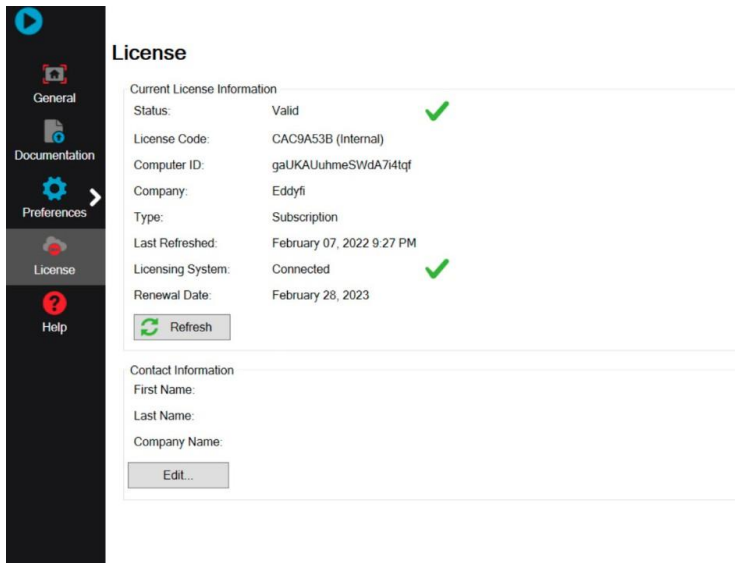 License
General
Documentation
Preferences
License
?
Help
Current License Information
Status: Valid
License Code: CAC9A53B (Internal)
Computer ID: gaUKAUuhmeSWdA7i4tqf
Company: Eddyfi
Type: Subscription
Last Refreshed: February 07, 2022 9:27 PM
Licensing System: Connected
Renewal Date: February 28, 2023
Refresh
Contact Information
First Name:
Last Name:
Company Name:
Edit...